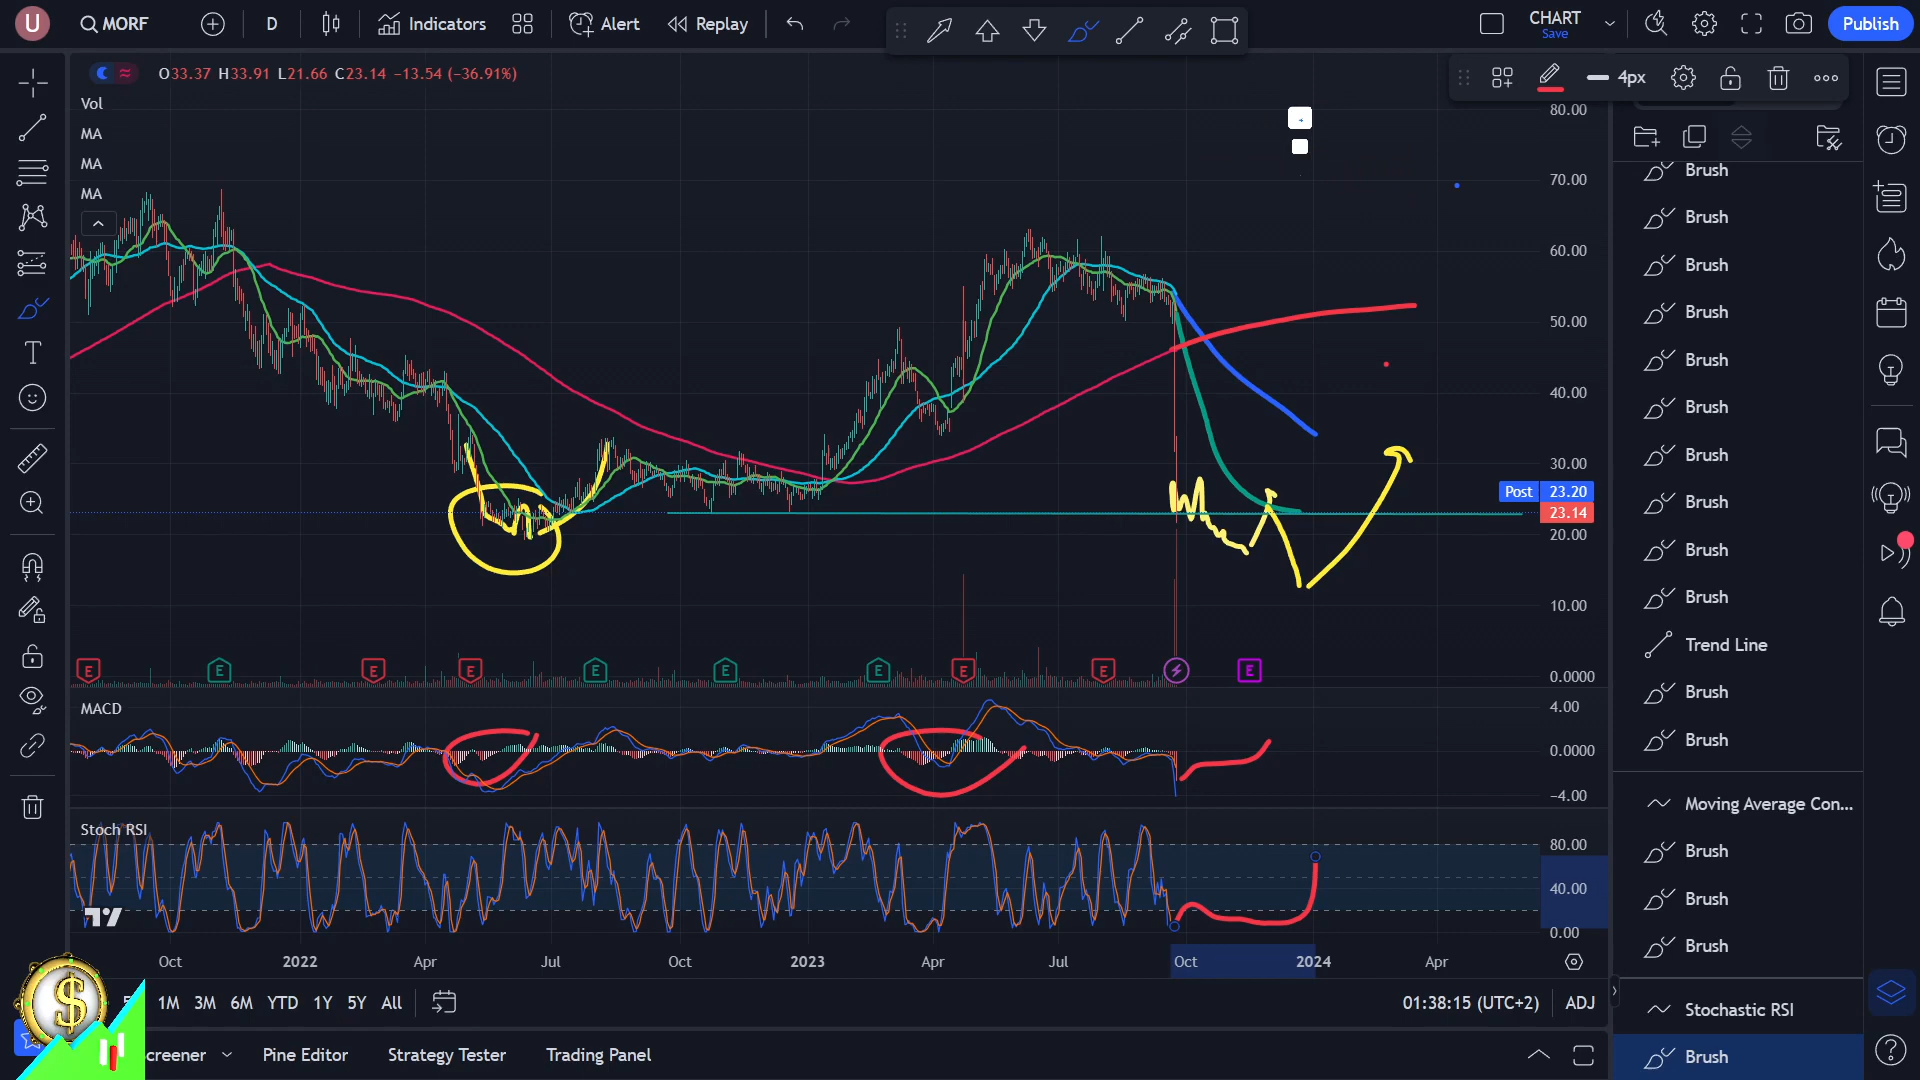 U
MORF
D
Indicators
Alert
Replay
CHART
Save
Publish
O33.37 H33.91 L21.66 C23.14 −13.54 (−36.91%)
4px
Vol
MA
MA
MA
80.00
70.00
60.00
50.00
40.00
30.00
Post 23.20
23.14
20.00
10.00
0.0000
E E E E E E E E E E
MACD
4.00
0.0000
−4.00
Stoch RSI
80.00
40.00
0.00
Oct 2022 Apr Jul Oct 2023 Apr Jul Oct 2024 Apr
1M 3M 6M YTD 1Y 5Y All
01:38:15 (UTC+2) ADJ
creener Pine Editor Strategy Tester Trading Panel
Brush
Brush
Brush
Brush
Brush
Brush
Brush
Brush
Brush
Brush
Trend Line
Brush
Brush
Moving Average Con...
Brush
Brush
Brush
Stochastic RSI
Brush
$